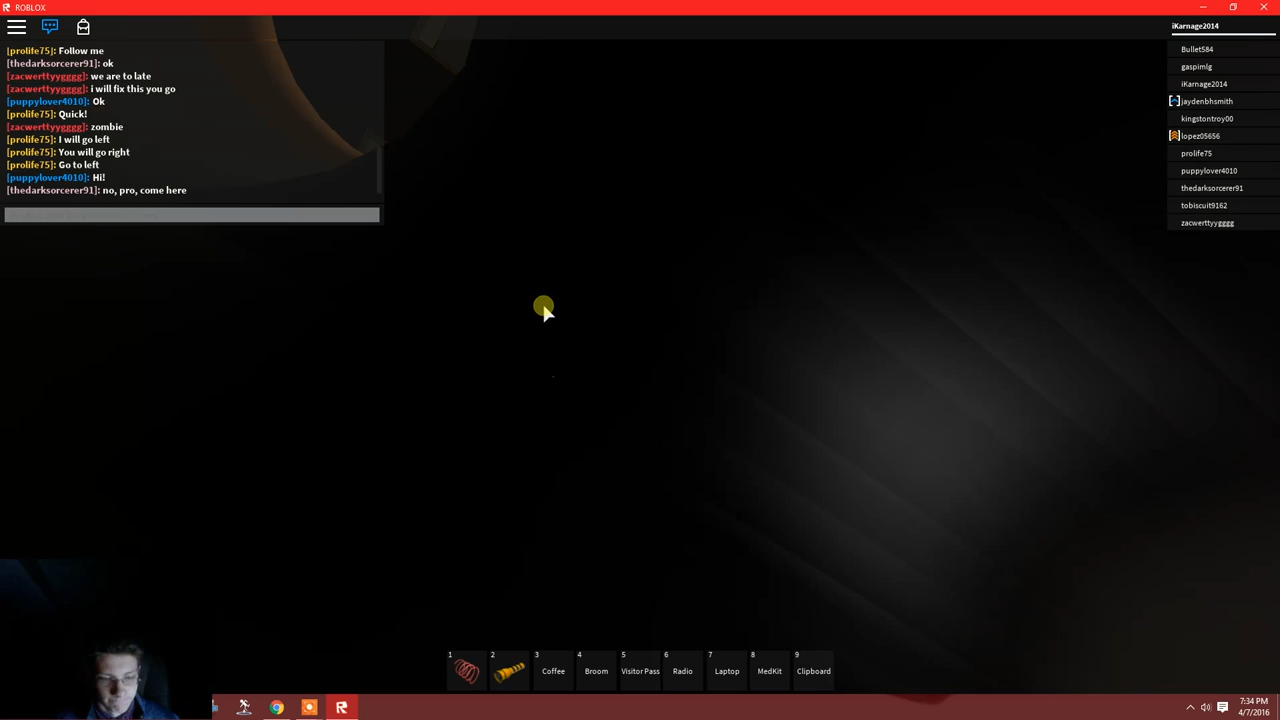 ROBLOX
iKarnage2014
[prolife75]: Follow me
[thedarksorcerer91]: ok
[zacwerttyygggg]: we are to late
[zacwerttyygggg]: i will fix this you go
[puppylover4010]: Ok
[prolife75]: Quick!
[zacwerttyygggg]: zombie
[prolife75]: I will go left
[prolife75]: You will go right
[prolife75]: Go to left
[puppylover4010]: Hi!
[thedarksorcerer91]: no, pro, come here
Bullet584
gaspimlg
iKarnage2014
jaydenbhsmith
kingstontroy00
lopez05656
prolife75
puppylover4010
thedarksorcerer91
tobiscuit9162
zacwerttyygggg
1 2 3 4 5 6 7 8 9
Coffee Broom Visitor Pass Radio Laptop MedKit Clipboard
7:34 PM
4/7/2016